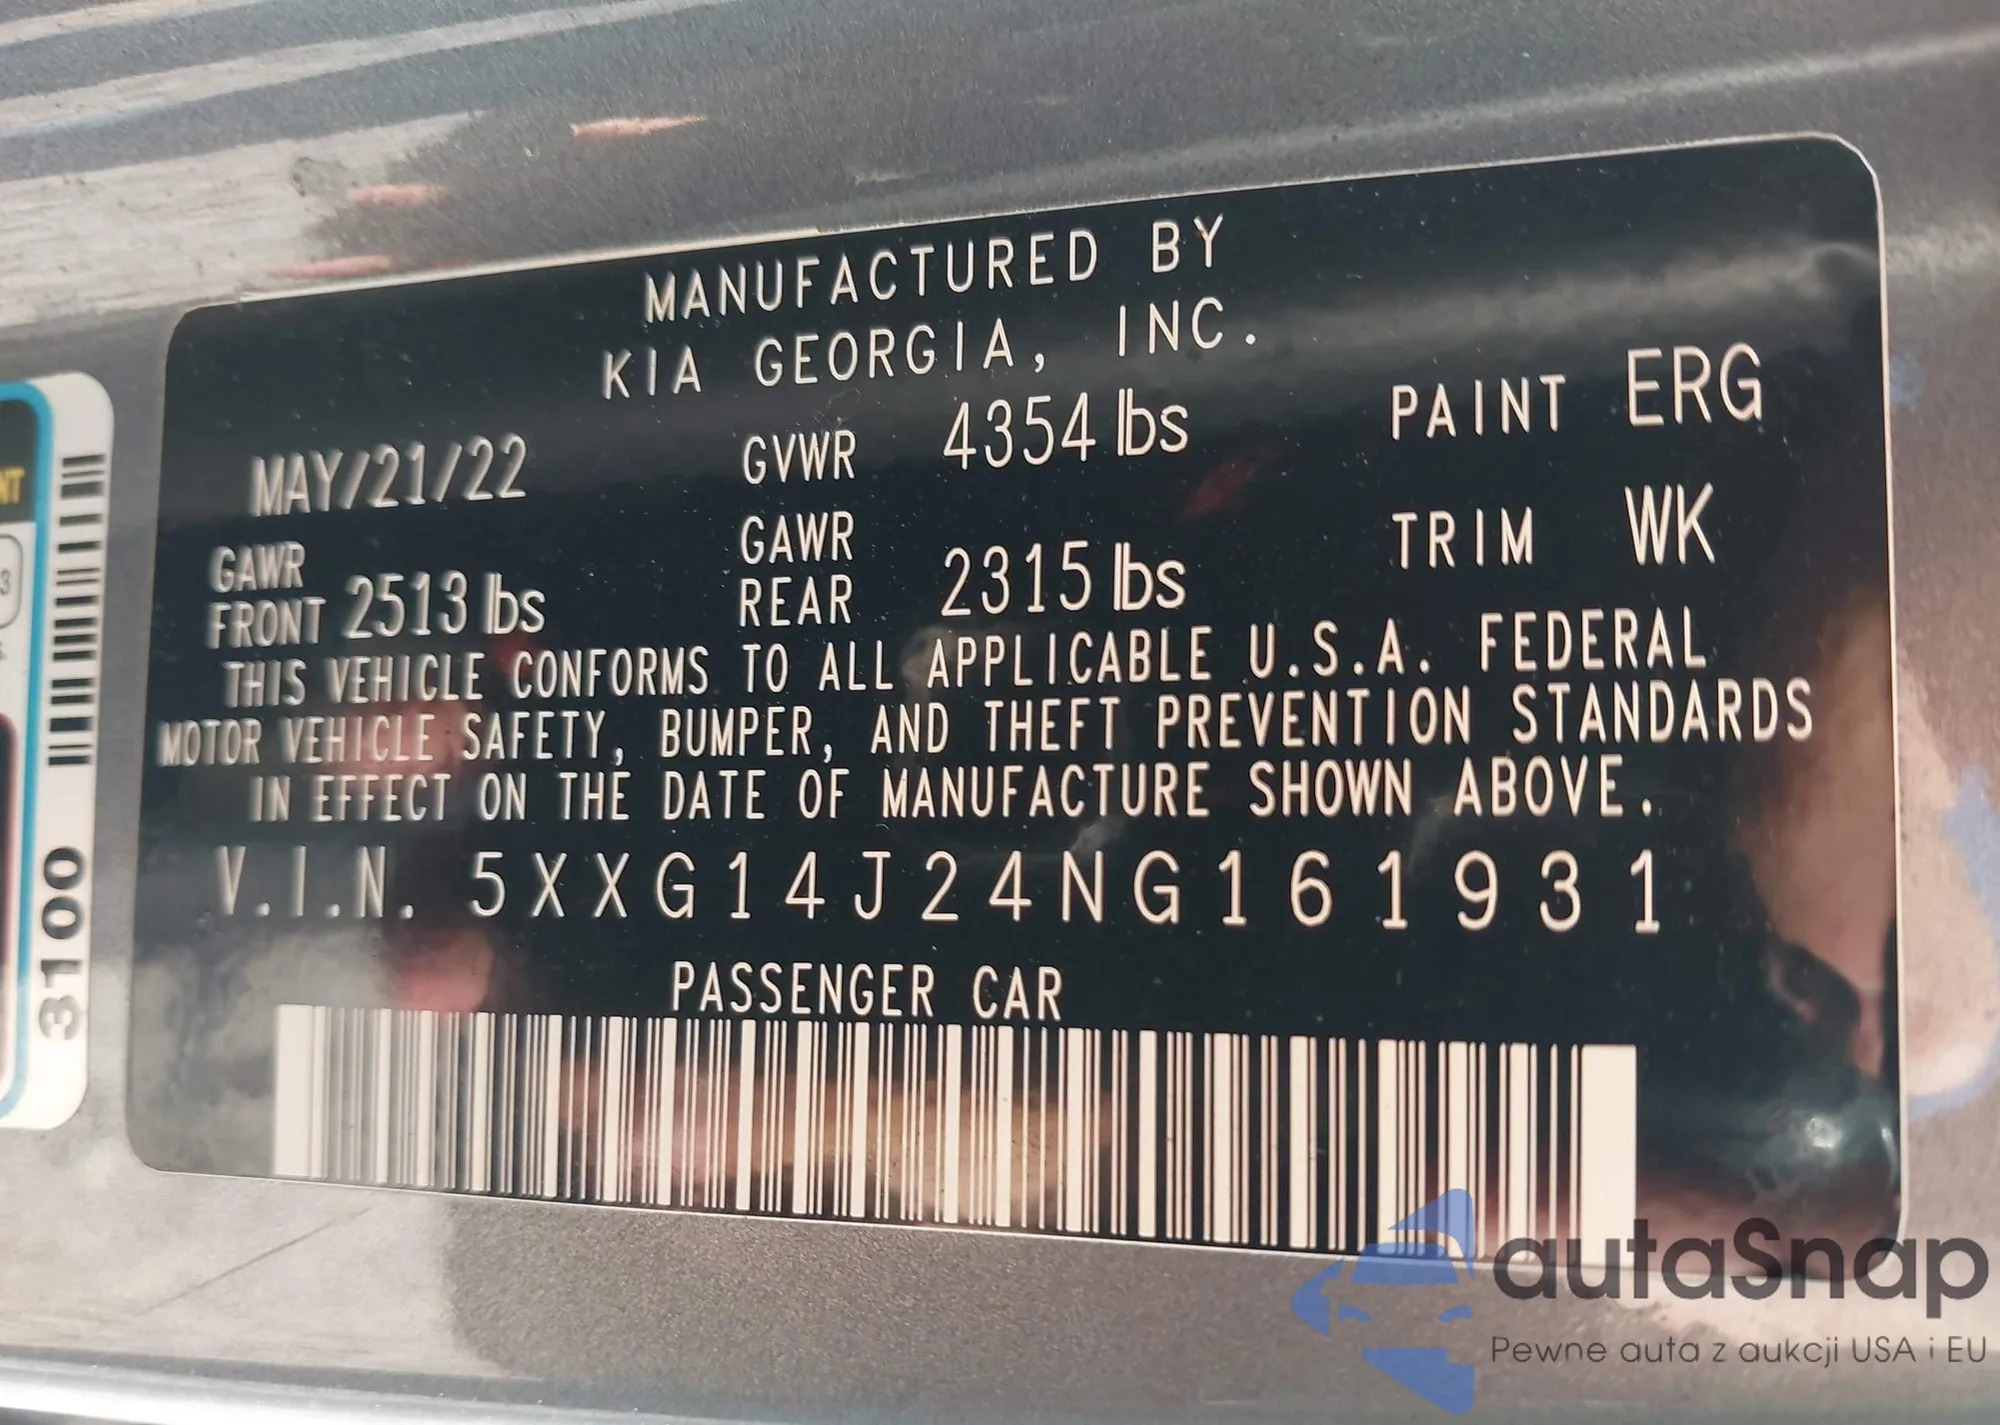 MANUFACTURED BY
KIA GEORGIA, INC.
MAY/21/22 GVWR 4354 lbs PAINT ERG
GAWR FRONT 2513 lbs GAWR REAR 2315 lbs TRIM WK
THIS VEHICLE CONFORMS TO ALL APPLICABLE U.S.A. FEDERAL
MOTOR VEHICLE SAFETY, BUMPER, AND THEFT PREVENTION STANDARDS
IN EFFECT ON THE DATE OF MANUFACTURE SHOWN ABOVE.
V.I.N. 5XXG14J24NG161931
PASSENGER CAR
3100
NT
3
autaSnap
Pewne auta z aukcji USA i EU